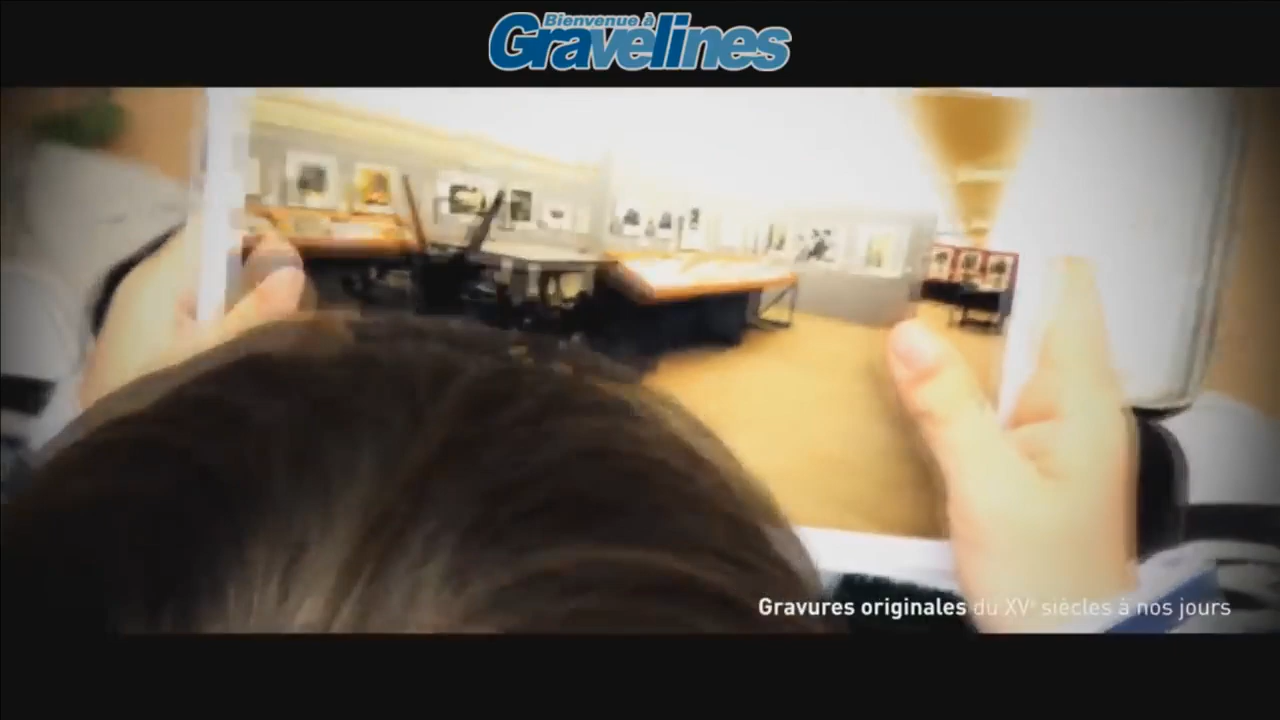 Bienvenue à
Gravelines
Gravures originales du XVe siècles à nos jours